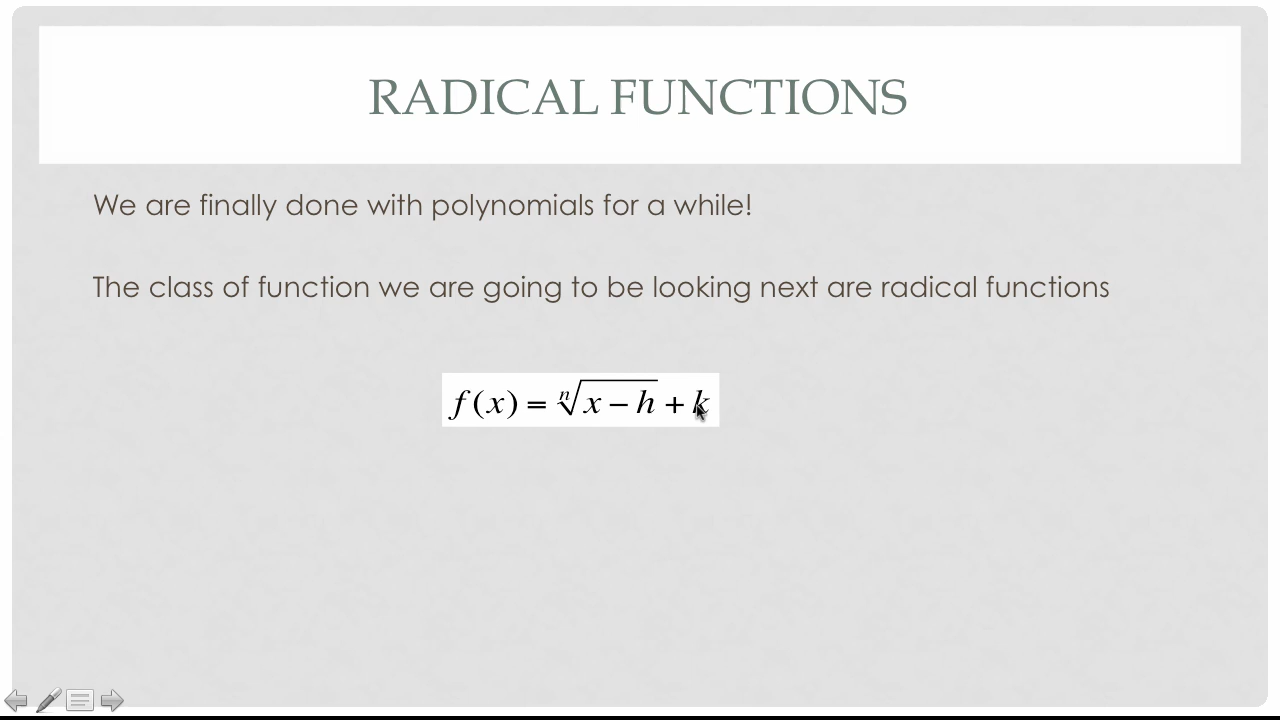 RADICAL FUNCTIONS
We are finally done with polynomials for a while!
The class of function we are going to be looking next are radical functions
f(x) = ⁿ√(x − h) + k